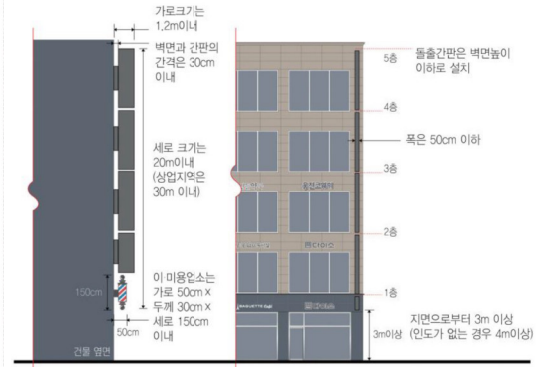 가로크기는
1.2m이내
벽면과 간판의
간격은 30cm
이내
세로 크기는
20m이내
(상업지역은
30m 이내)
이·미용업소는
가로 50cm×
두께 30cm×
세로 150cm
이내
150cm
50cm
건물 옆면
5층
4층
3층
2층
1층
돌출간판은 벽면높이
이하로 설치
폭은 50cm 이하
지면으로부터 3m 이상
(인도가 없는 경우 4m이상)
3m이상